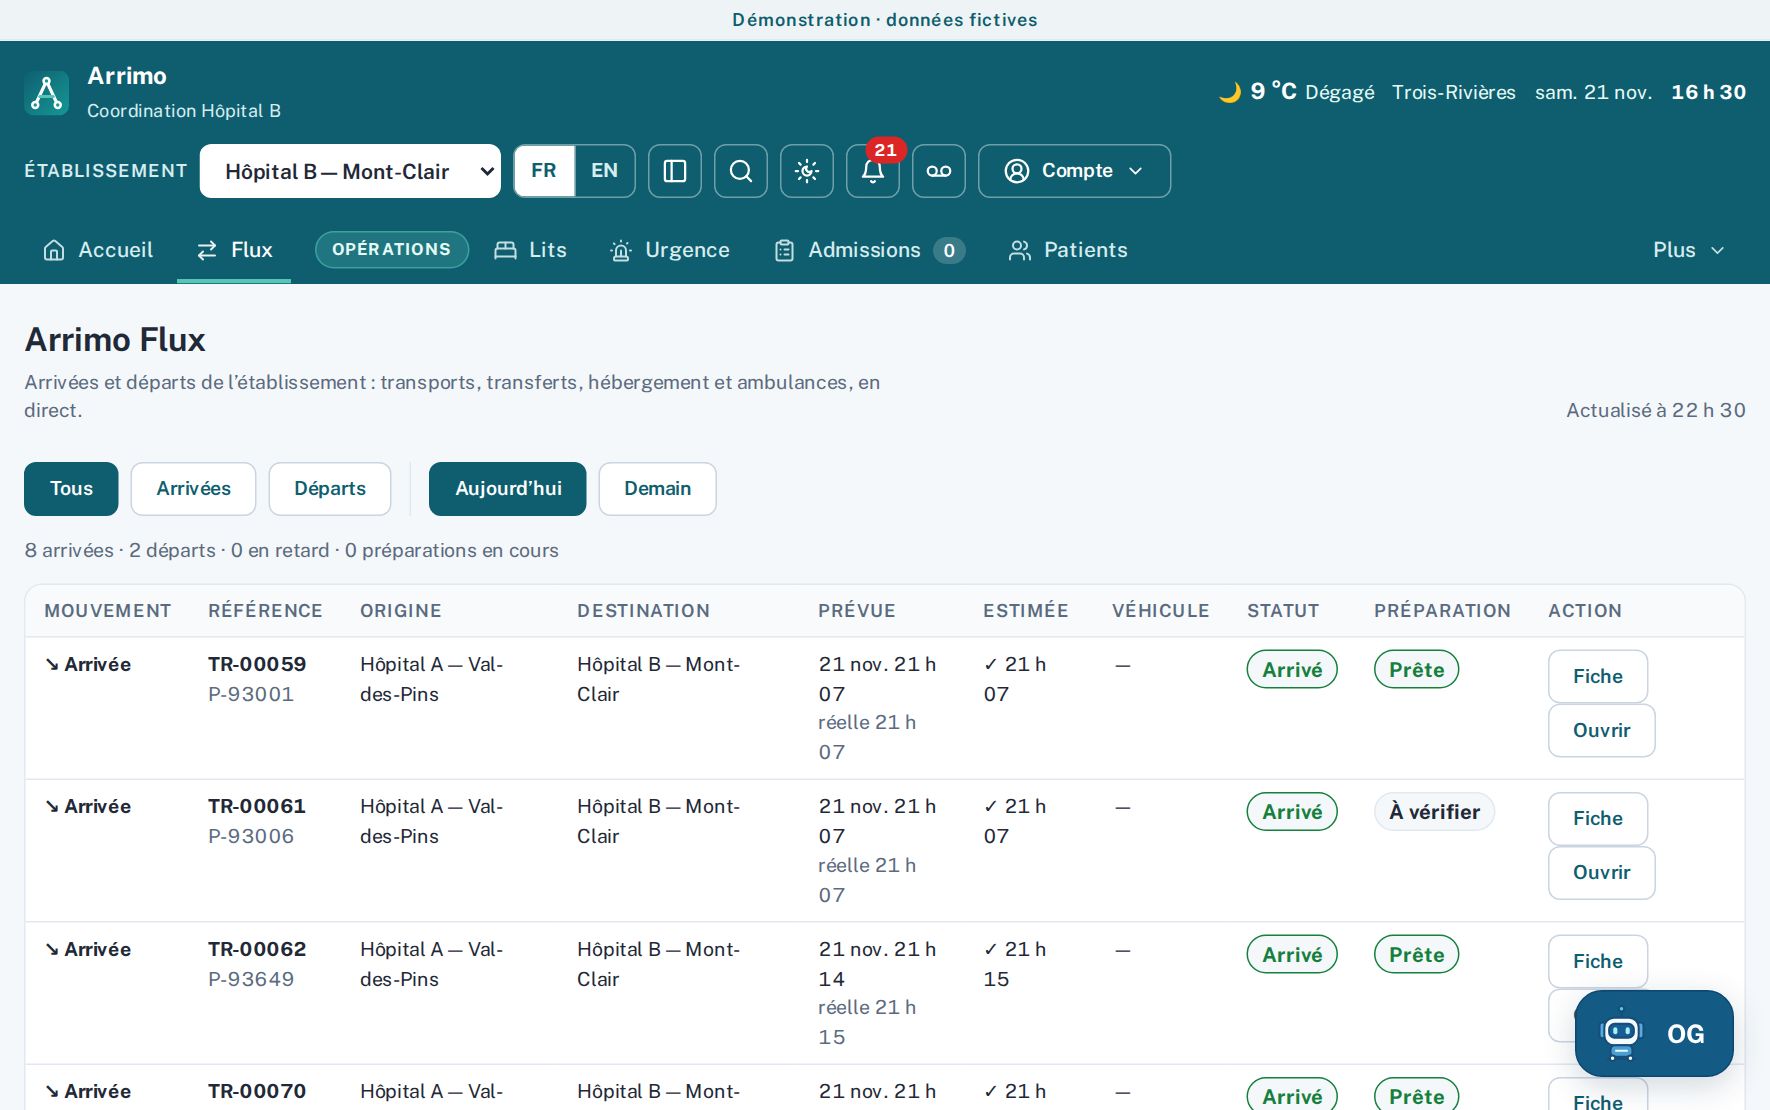 Démonstration · données fictives
Arrimo
Coordination Hôpital B
9 °C Dégagé Trois-Rivières sam. 21 nov. 16 h 30
ÉTABLISSEMENT Hôpital B — Mont-Clair FR EN 21 Compte
Accueil Flux OPÉRATIONS Lits Urgence Admissions 0 Patients Plus
Arrimo Flux
Arrivées et départs de l’établissement : transports, transferts, hébergement et ambulances, en
direct.
Actualisé à 22 h 30
Tous Arrivées Départs Aujourd’hui Demain
8 arrivées · 2 départs · 0 en retard · 0 préparations en cours
MOUVEMENT RÉFÉRENCE ORIGINE DESTINATION PRÉVUE ESTIMÉE VÉHICULE STATUT PRÉPARATION ACTION
↘ Arrivée TR-00059 Hôpital A — Val- Hôpital B — Mont- 21 nov. 21 h ✓ 21 h — Arrivé Prête Fiche
P-93001 des-Pins Clair 07 07
réelle 21 h Ouvrir
07
↘ Arrivée TR-00061 Hôpital A — Val- Hôpital B — Mont- 21 nov. 21 h ✓ 21 h — Arrivé À vérifier Fiche
P-93006 des-Pins Clair 07 07
réelle 21 h Ouvrir
07
↘ Arrivée TR-00062 Hôpital A — Val- Hôpital B — Mont- 21 nov. 21 h ✓ 21 h — Arrivé Prête Fiche
P-93649 des-Pins Clair 14 15
réelle 21 h
15
OG
↘ Arrivée TR-00070 Hôpital A — Val- Hôpital B — Mont- 21 nov. 21 h ✓ 21 h — Arrivé Prête Fiche